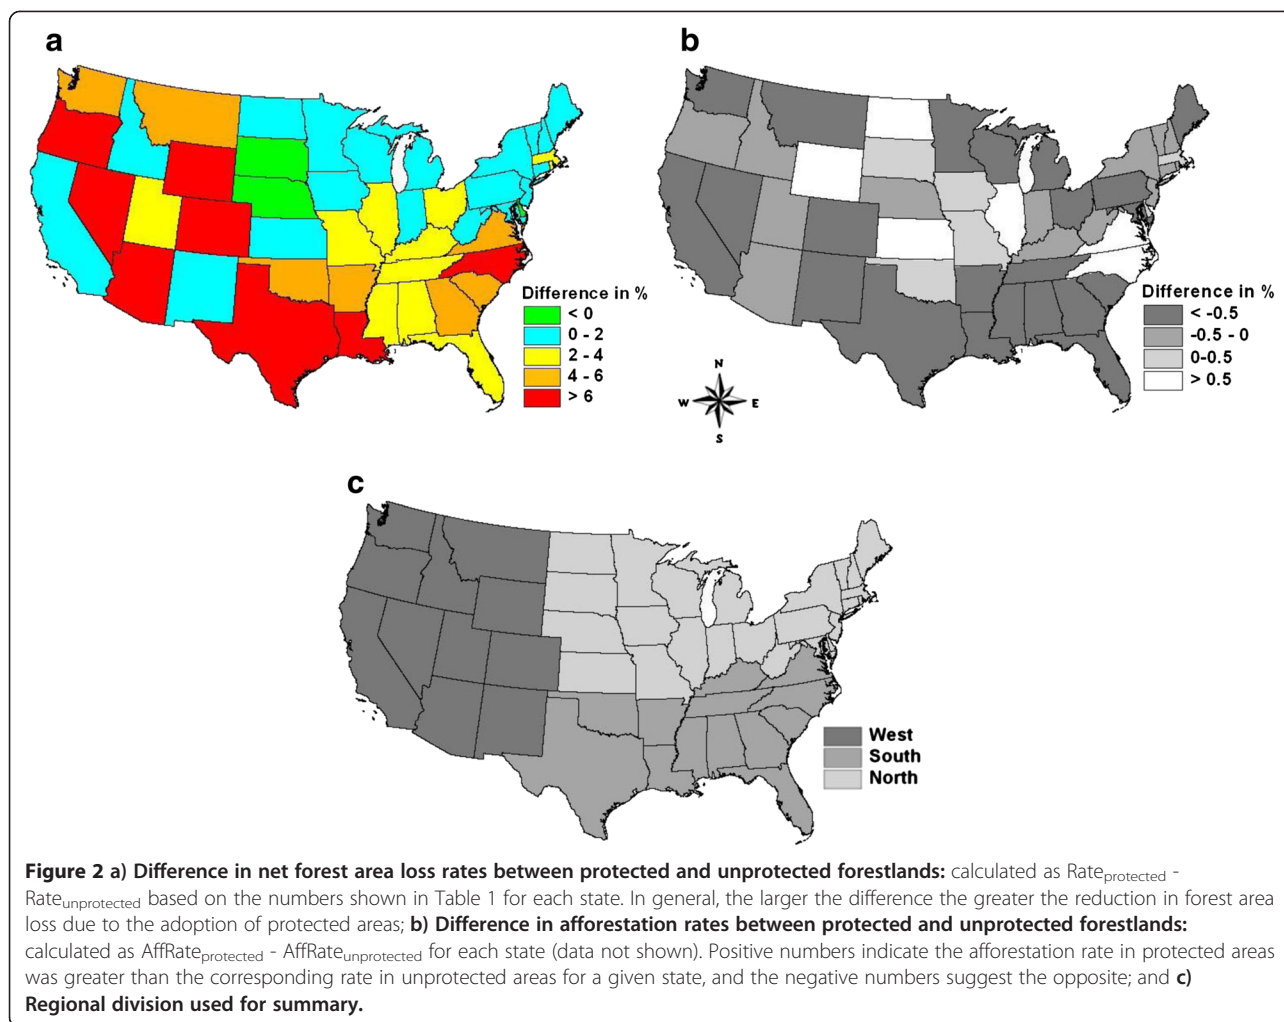 a
b
Difference in %
< 0
0 - 2
2 - 4
4 - 6
> 6
Difference in %
< -0.5
-0.5 - 0
0-0.5
> 0.5
N
W E
S
c
West
South
North
Figure 2 a) Difference in net forest area loss rates between protected and unprotected forestlands: calculated as Rateprotected -
Rateunprotected based on the numbers shown in Table 1 for each state. In general, the larger the difference the greater the reduction in forest area
loss due to the adoption of protected areas; b) Difference in afforestation rates between protected and unprotected forestlands:
calculated as AffRateprotected - AffRateunprotected for each state (data not shown). Positive numbers indicate the afforestation rate in protected areas
was greater than the corresponding rate in unprotected areas for a given state, and the negative numbers suggest the opposite; and c)
Regional division used for summary.